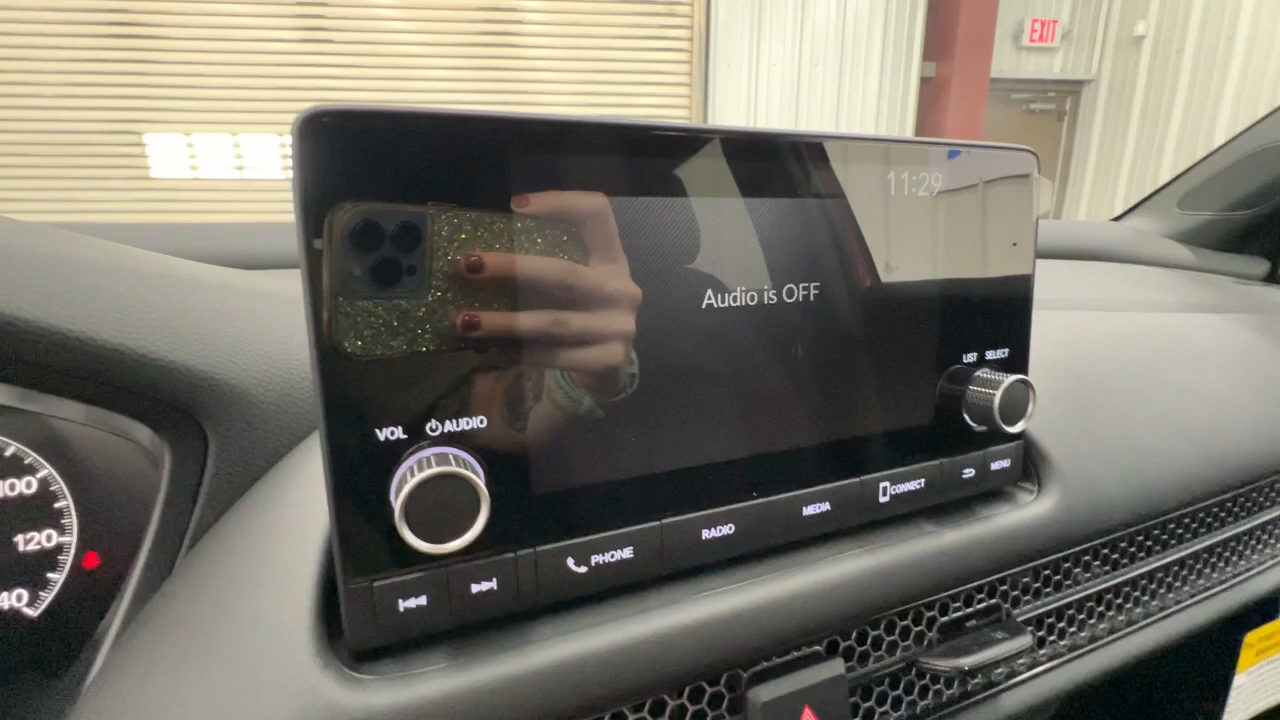 EXIT
11:29
Audio is OFF
LIST SELECT
VOL AUDIO
PHONE
RADIO
MEDIA
CONNECT
MENU
100
120
40